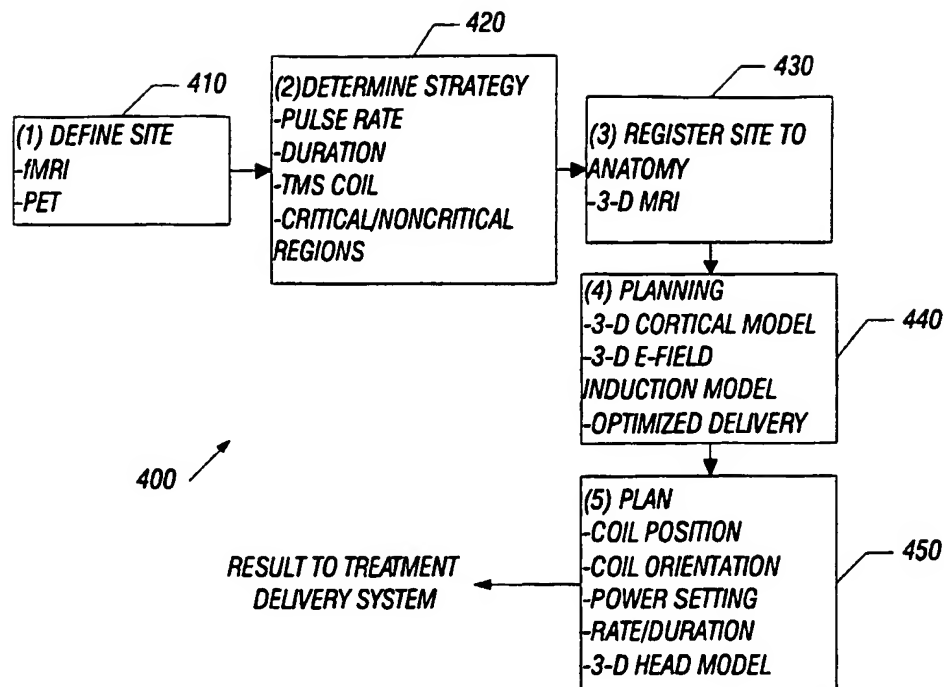 410
(1) DEFINE SITE
-fMRI
-PET
420
(2)DETERMINE STRATEGY
-PULSE RATE
-DURATION
-TMS COIL
-CRITICAL/NONCRITICAL
REGIONS
430
(3) REGISTER SITE TO
ANATOMY
-3-D MRI
440
(4) PLANNING
-3-D CORTICAL MODEL
-3-D E-FIELD
INDUCTION MODEL
-OPTIMIZED DELIVERY
450
(5) PLAN
-COIL POSITION
-COIL ORIENTATION
-POWER SETTING
-RATE/DURATION
-3-D HEAD MODEL
400
RESULT TO TREATMENT
DELIVERY SYSTEM